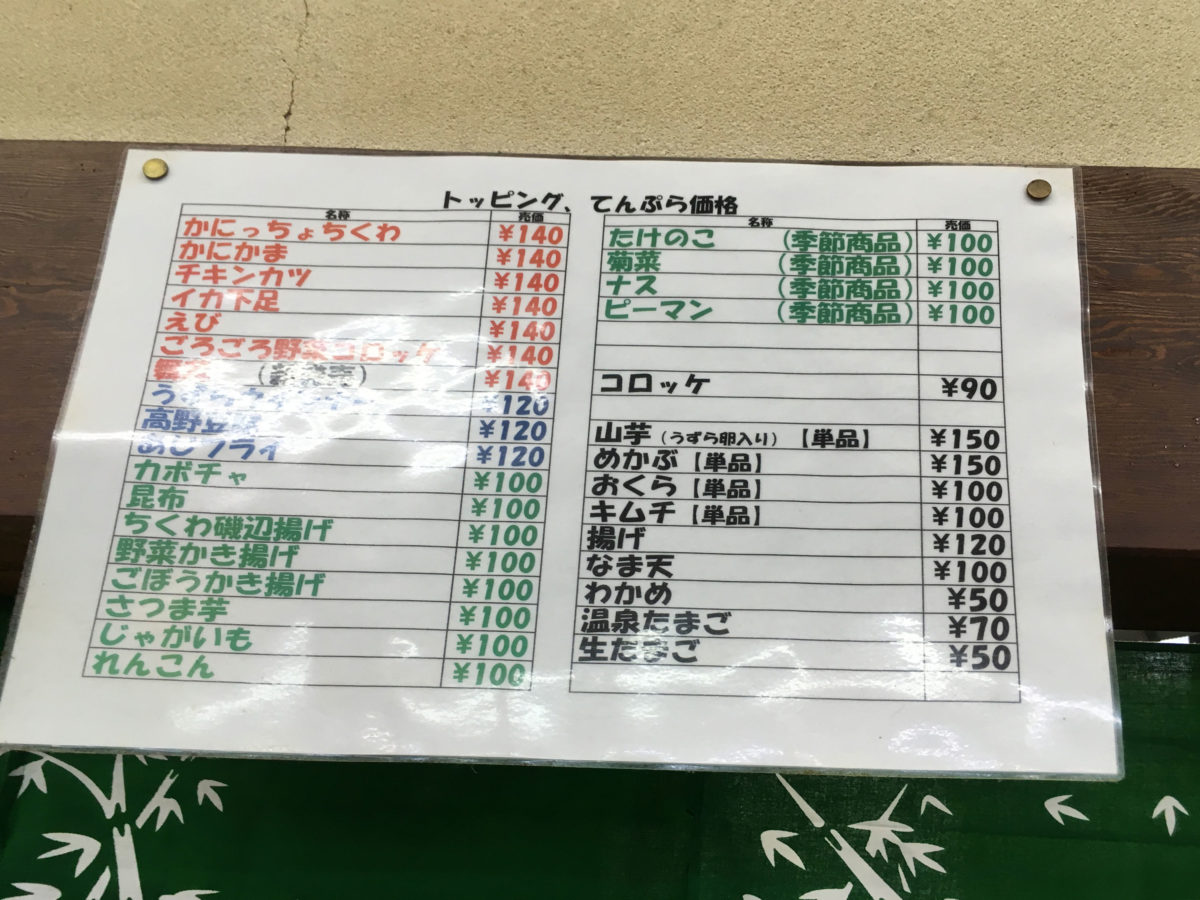 トッピング、てんぷら価格
名称 売価
かにっちょちくわ ¥140
かにかま ¥140
チキンカツ ¥140
イカ下足 ¥140
えび ¥140
ごろごろ野菜コロッケ ¥140
¥140
¥120
高野豆腐 ¥120
あじフライ ¥120
カボチャ ¥100
昆布 ¥100
ちくわ磯辺揚げ ¥100
野菜かき揚げ ¥100
ごぼうかき揚げ ¥100
さつま芋 ¥100
じゃがいも ¥100
れんこん ¥100
名称 売価
たけのこ (季節商品) ¥100
菊菜 (季節商品) ¥100
ナス (季節商品) ¥100
ピーマン (季節商品) ¥100
コロッケ ¥90
山芋(うずら卵入り)【単品】 ¥150
めかぶ【単品】 ¥150
おくら【単品】 ¥100
キムチ【単品】 ¥100
揚げ ¥120
なま天 ¥100
わかめ ¥50
温泉たまご ¥70
生たまご ¥50